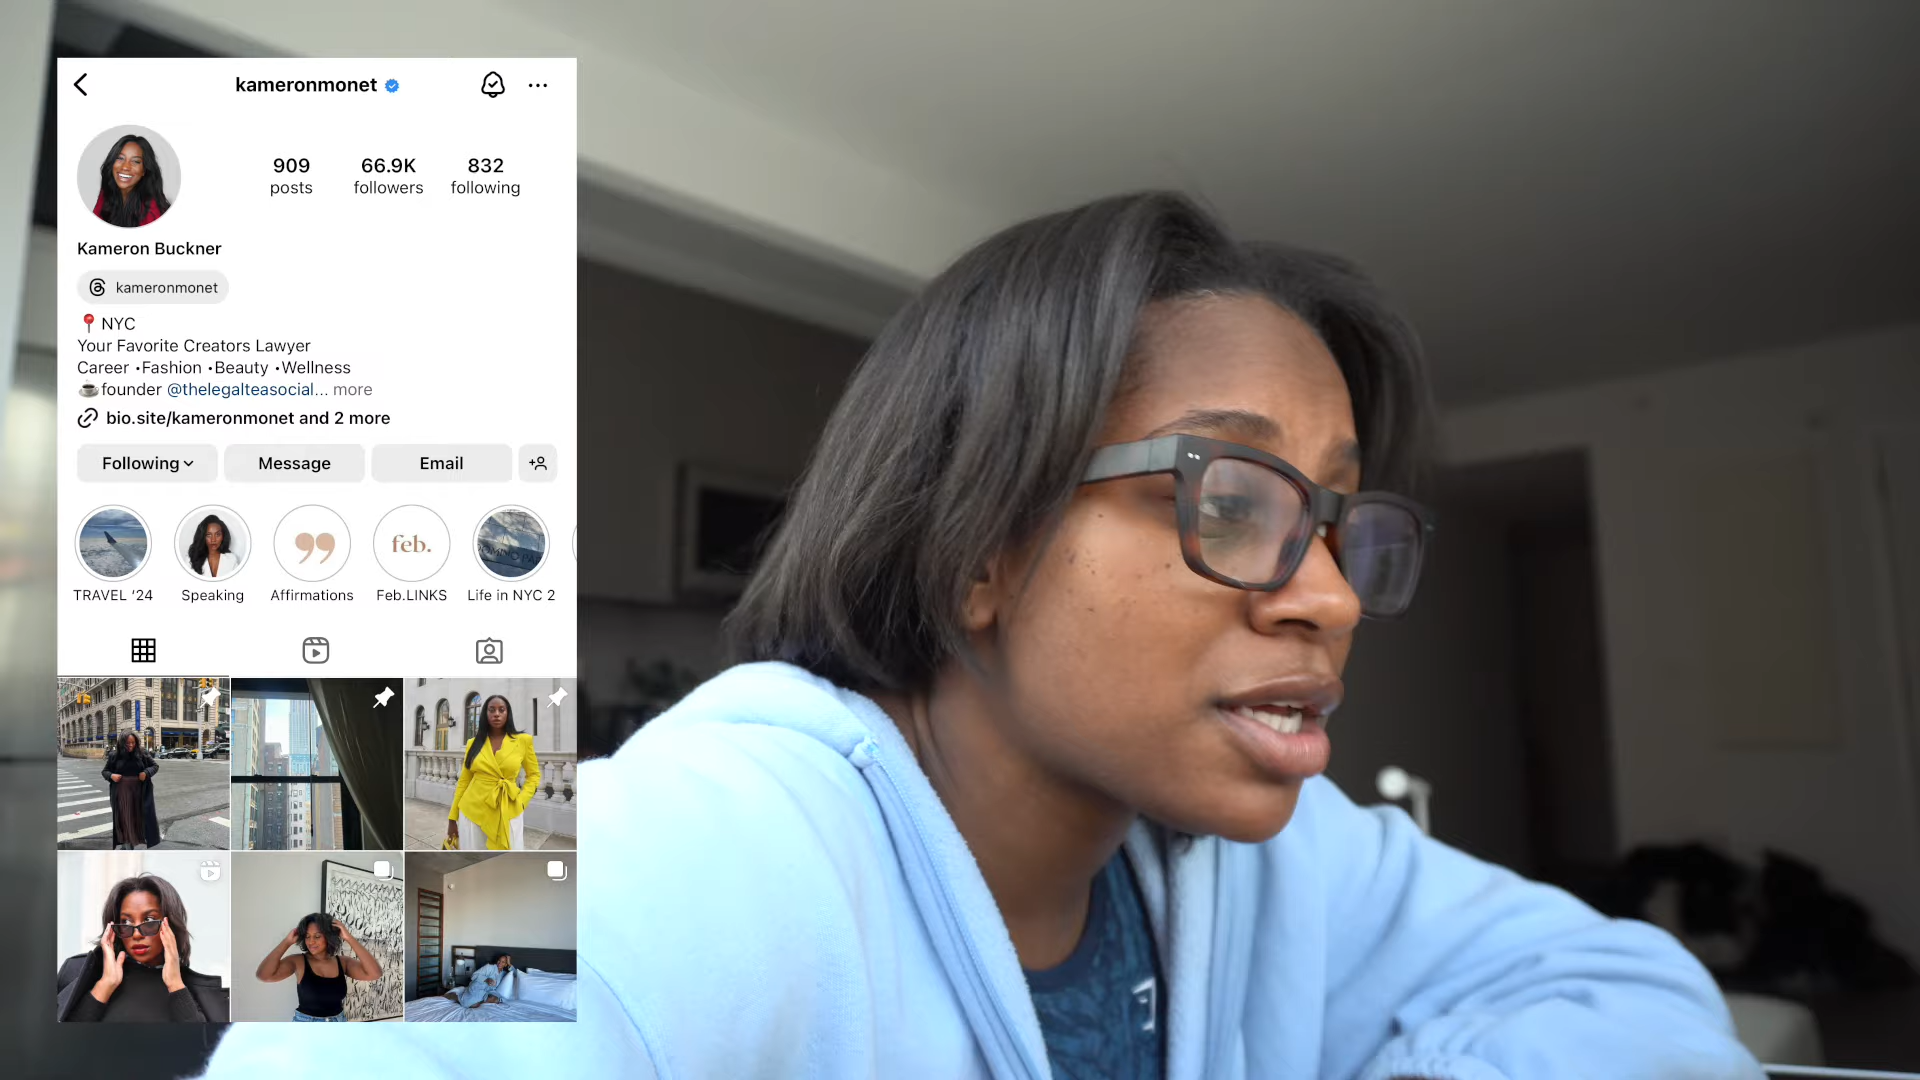 kameronmonet
909
66.9K
832
posts
followers
following
Kameron Buckner
kameronmonet
NYC
Your Favorite Creators Lawyer
Career •Fashion •Beauty •Wellness
founder @thelegalteasocial... more
bio.site/kameronmonet and 2 more
Following
Message
Email
feb.
TRAVEL '24
Speaking
Affirmations
Feb.LINKS
Life in NYC 2